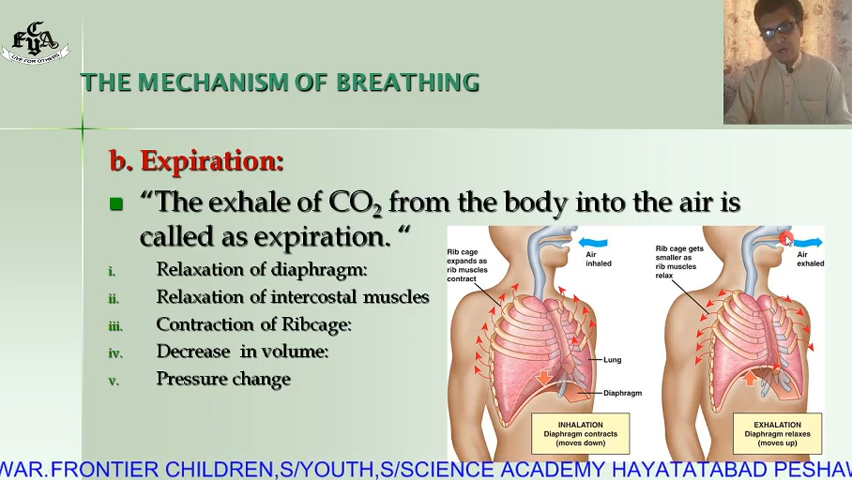 FCYA
LIVE FOR OTHERS
THE MECHANISM OF BREATHING
b. Expiration:
“The exhale of CO₂ from the body into the air is
called as expiration. “
i. Relaxation of diaphragm:
ii. Relaxation of intercostal muscles
iii. Contraction of Ribcage:
iv. Decrease in volume:
v. Pressure change
Rib cage
expands as
rib muscles
contract
Air
inhaled
Lung
Diaphragm
INHALATION
Diaphragm contracts
(moves down)
Rib cage gets
smaller as
rib muscles
relax
Air
exhaled
EXHALATION
Diaphragm relaxes
(moves up)
WAR.FRONTIER CHILDREN,S/YOUTH,S/SCIENCE ACADEMY HAYATATABAD PESHAW